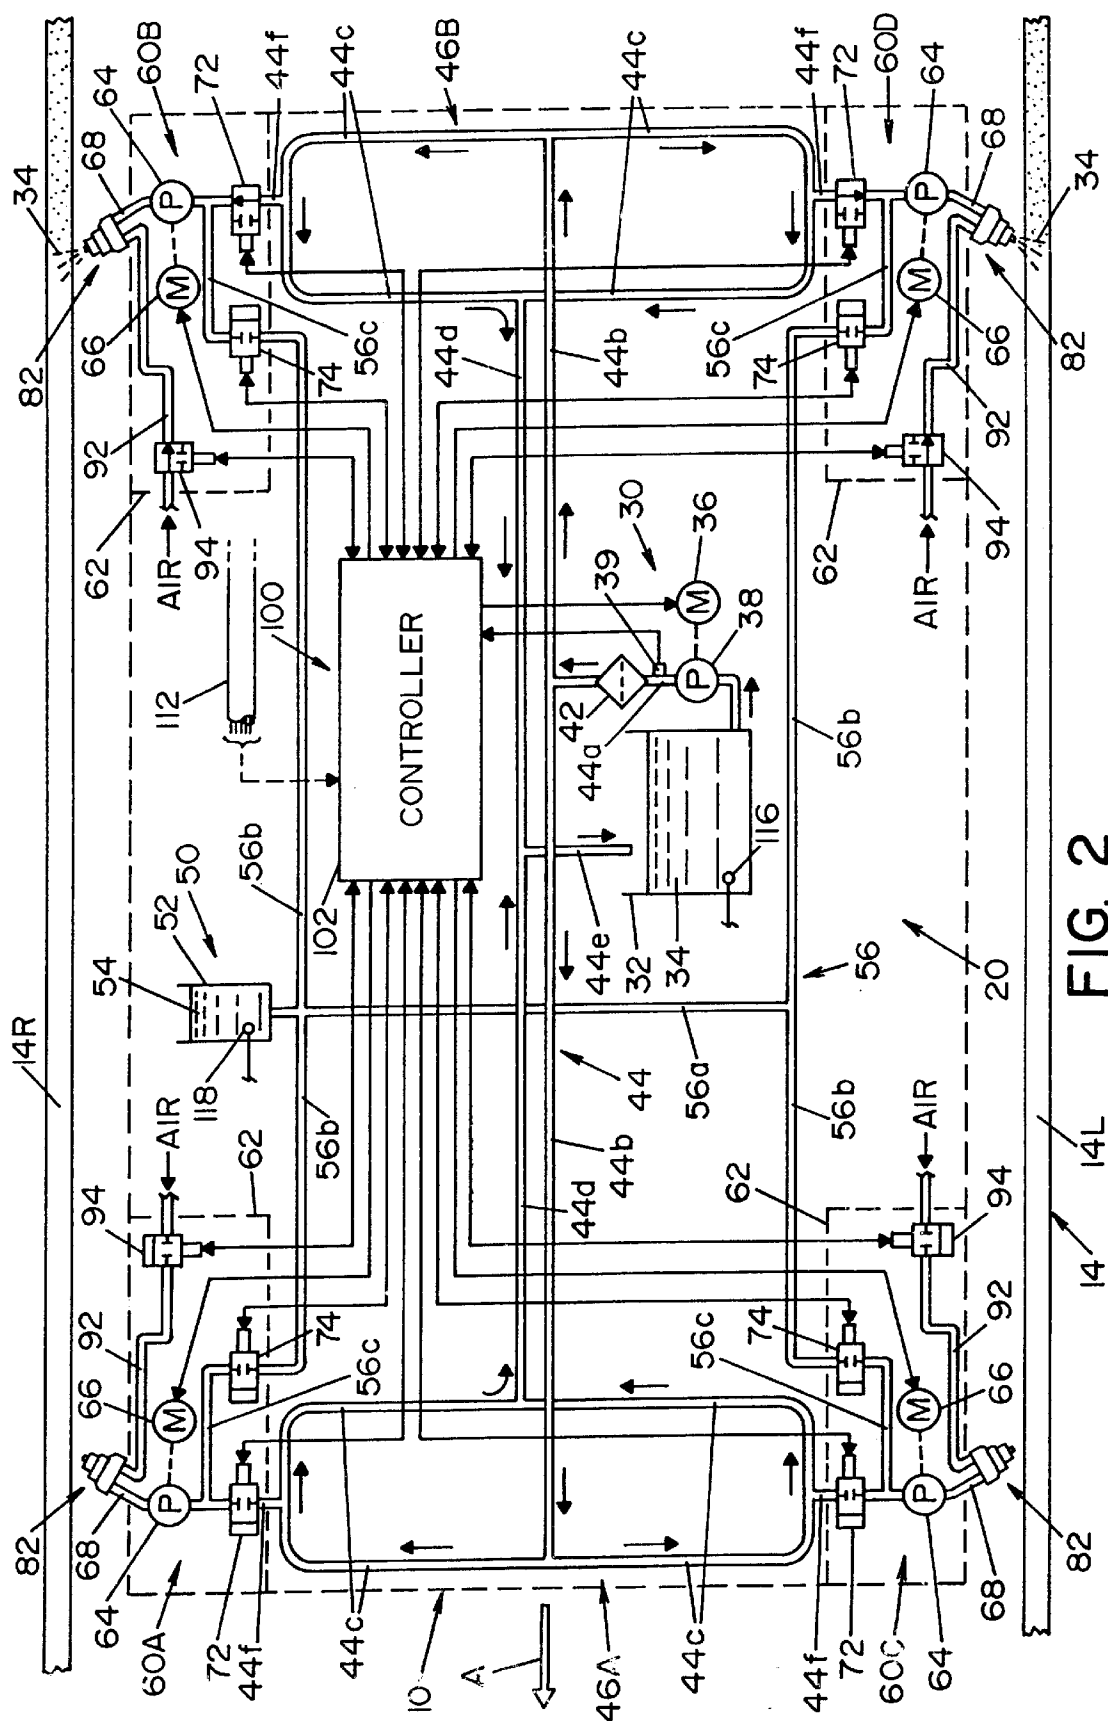 14R
82
82
34
68
66
92
94
54
62
92
66
68
64
64
60A
P
M
AIR
52
AIR
M
P
60B
72
118
50
112
94
72
44f
62
56b
100
44f
74
56b
102
74
44c
56c
CONTROLLER
56c
44c
10
44d
46B
A
44d
44b
44
44e
42
44a
39
30
44b
46A
44c
32
34
P
M
36
44c
56c
56a
38
56c
62
74
116
74
44f
56b
56b
62
44f
72
56
72
60C
P
M
AIR
AIR
M
P
60D
64
64
68
66
92
94
20
94
92
66
68
82
14
14L
82
34
FIG. 2